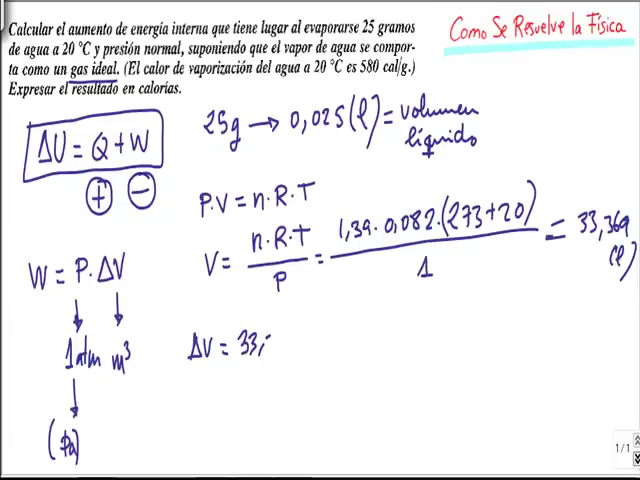 Calcular el aumento de energía interna que tiene lugar al evaporarse 25 gramos
de agua a 20 °C y presión normal, suponiendo que el vapor de agua se compor-
ta como un gas ideal. (El calor de vaporización del agua a 20 °C es 580 cal/g.)
Expresar el resultado en calorías.
Como Se Resuelve la Física
25g → 0,025(l) = volumen
líquido
ΔU = Q + W
+ −
P.V = n.R.T
V = n.R.T / P = 1,39.0,082.(273+20) / 1 = 33,369
(l)
W = P.ΔV
1atm m³
ΔV = 33,
(Pa)
1/1